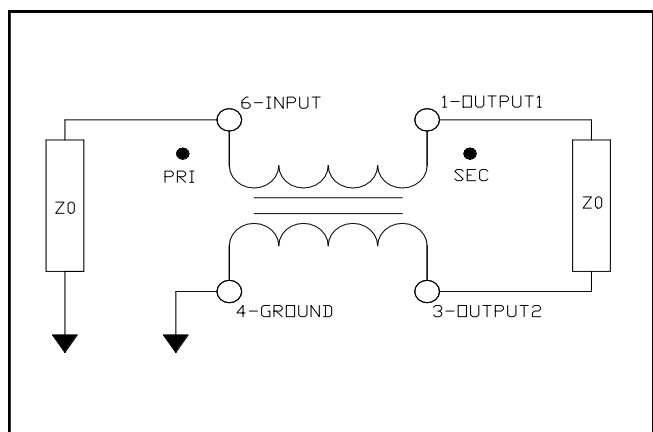 6-INPUT
1-OUTPUT1
PRI
SEC
Z0
Z0
4-GROUND
3-OUTPUT2